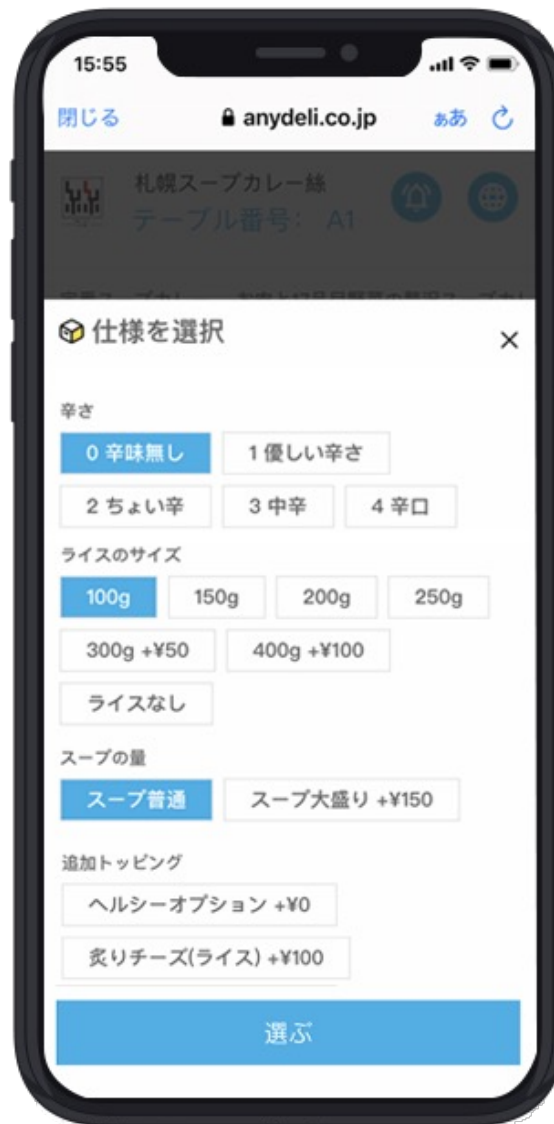 15:55
閉じる anydeli.co.jp ぁあ
札幌スープカレー絲
テーブル番号： A1
仕様を選択
辛さ
0 辛味無し 1 優しい辛さ
2 ちょい辛 3 中辛 4 辛口
ライスのサイズ
100g 150g 200g 250g
300g +¥50 400g +¥100
ライスなし
スープの量
スープ普通 スープ大盛り +¥150
追加トッピング
ヘルシーオプション +¥0
炙りチーズ(ライス) +¥100
選ぶ